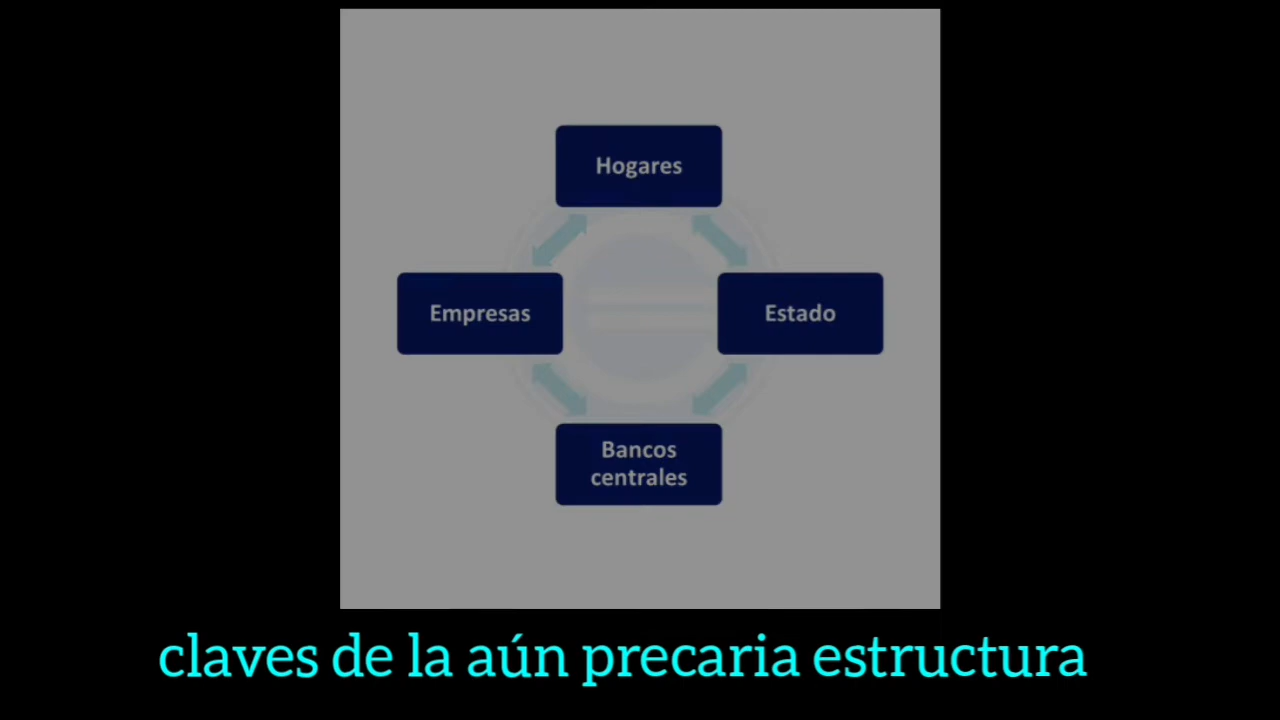 Hogares
Empresas
Estado
Bancos
centrales
claves de la aún precaria estructura